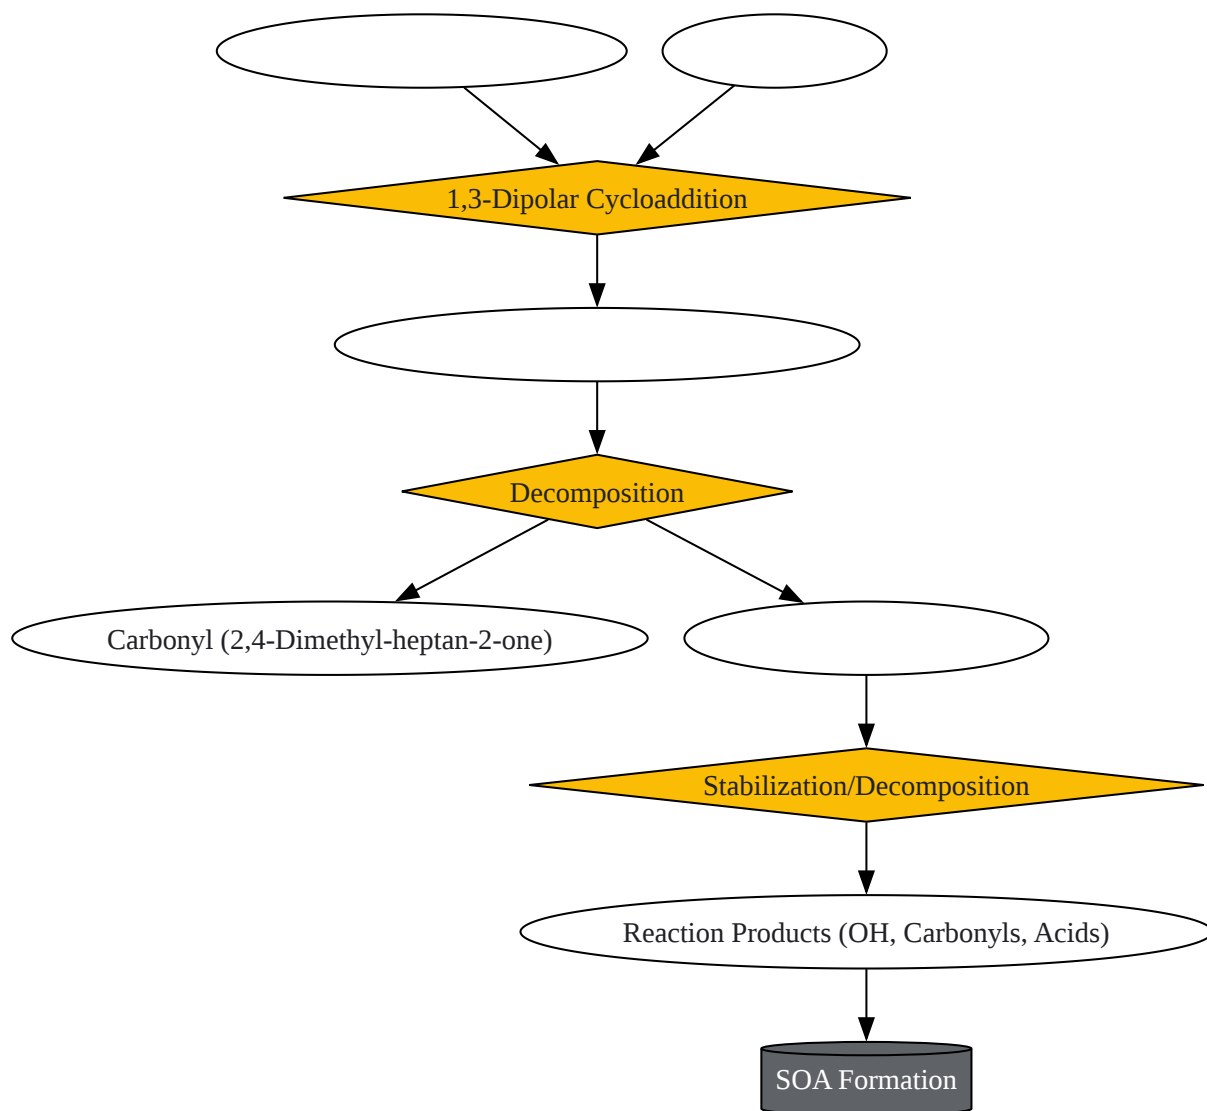 1,3-Dipolar Cycloaddition
Decomposition
Carbonyl (2,4-Dimethyl-heptan-2-one)
Stabilization/Decomposition
Reaction Products (OH, Carbonyls, Acids)
SOA Formation